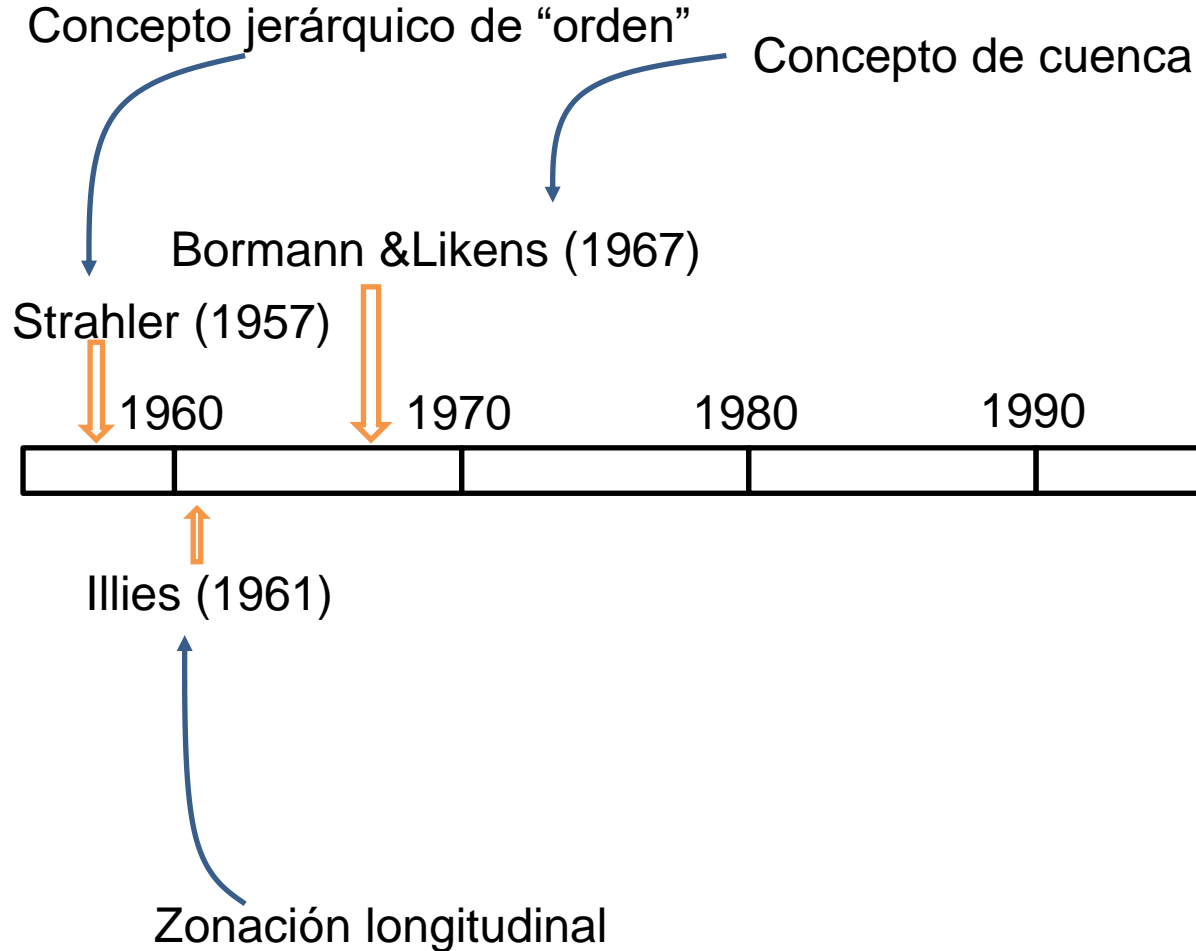 Concepto jerárquico de “orden”
Concepto de cuenca
Bormann &Likens (1967)
Strahler (1957)
1960
1970
1980
1990
Illies (1961)
Zonación longitudinal